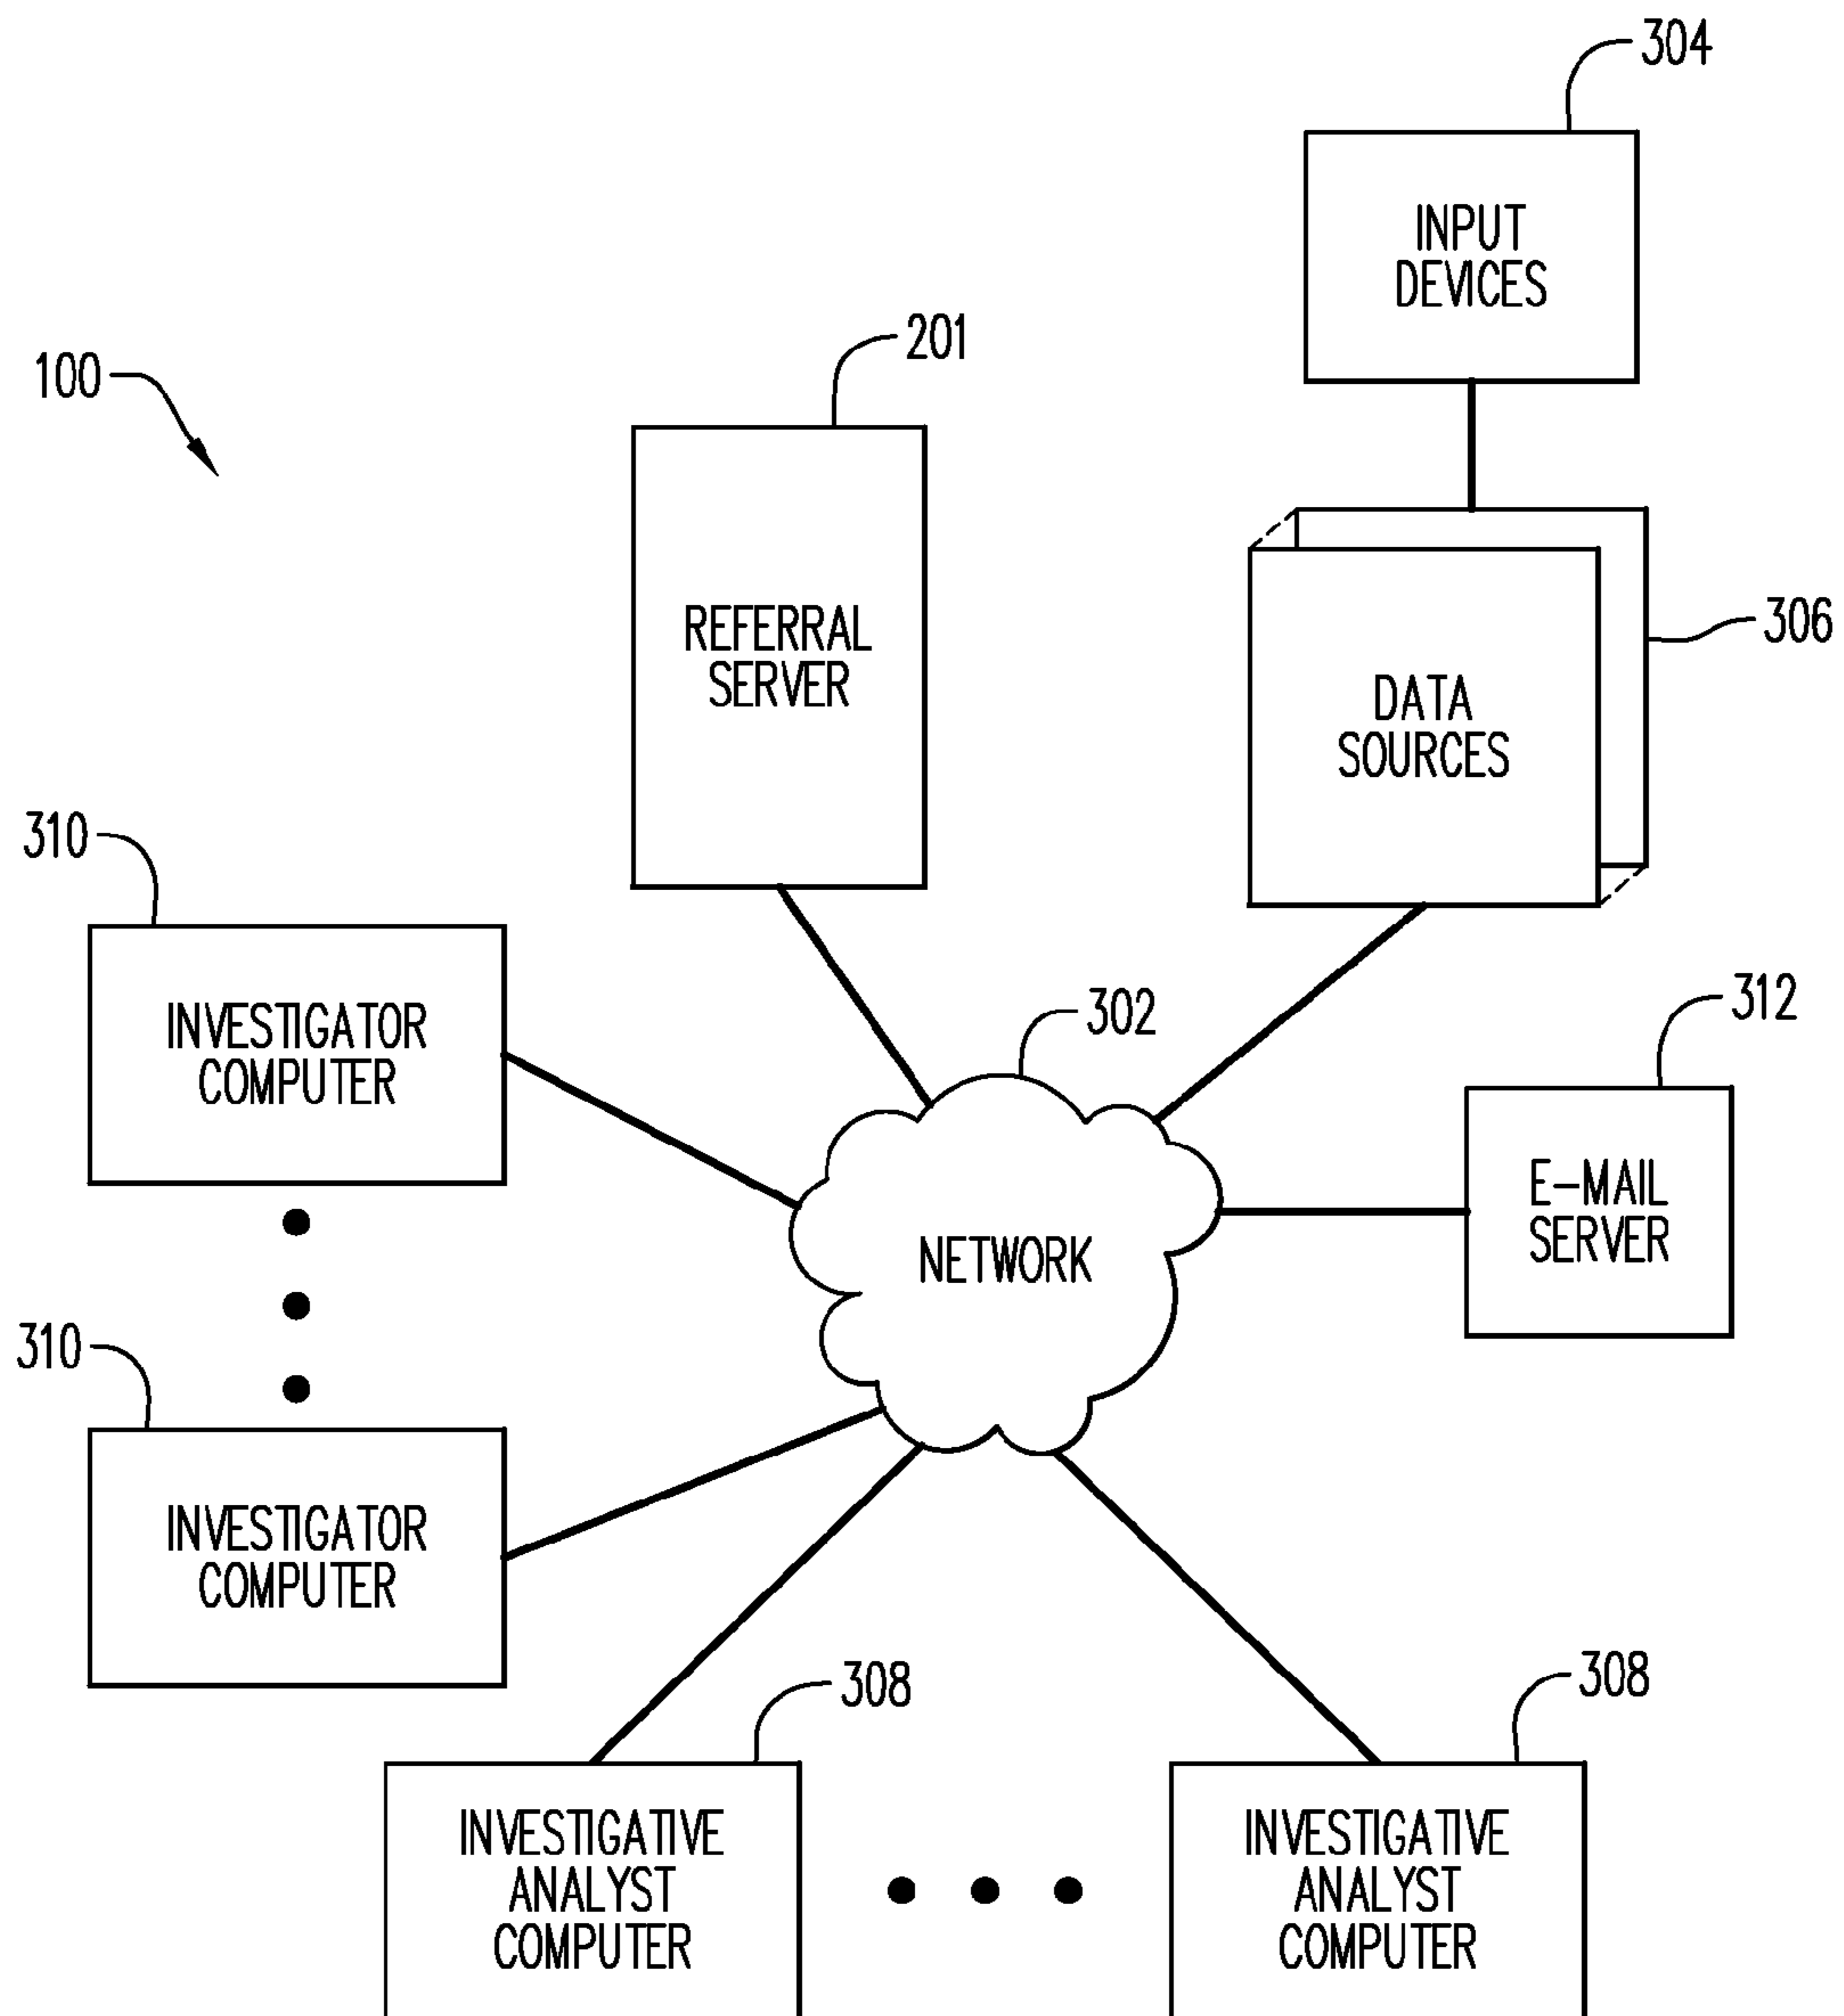 304
INPUT
DEVICES
201
100
REFERRAL
SERVER
306
DATA
SOURCES
310
INVESTIGATOR
COMPUTER
302
312
E-MAIL
SERVER
NETWORK
310
INVESTIGATOR
COMPUTER
308
308
INVESTIGATIVE
ANALYST
COMPUTER
INVESTIGATIVE
ANALYST
COMPUTER